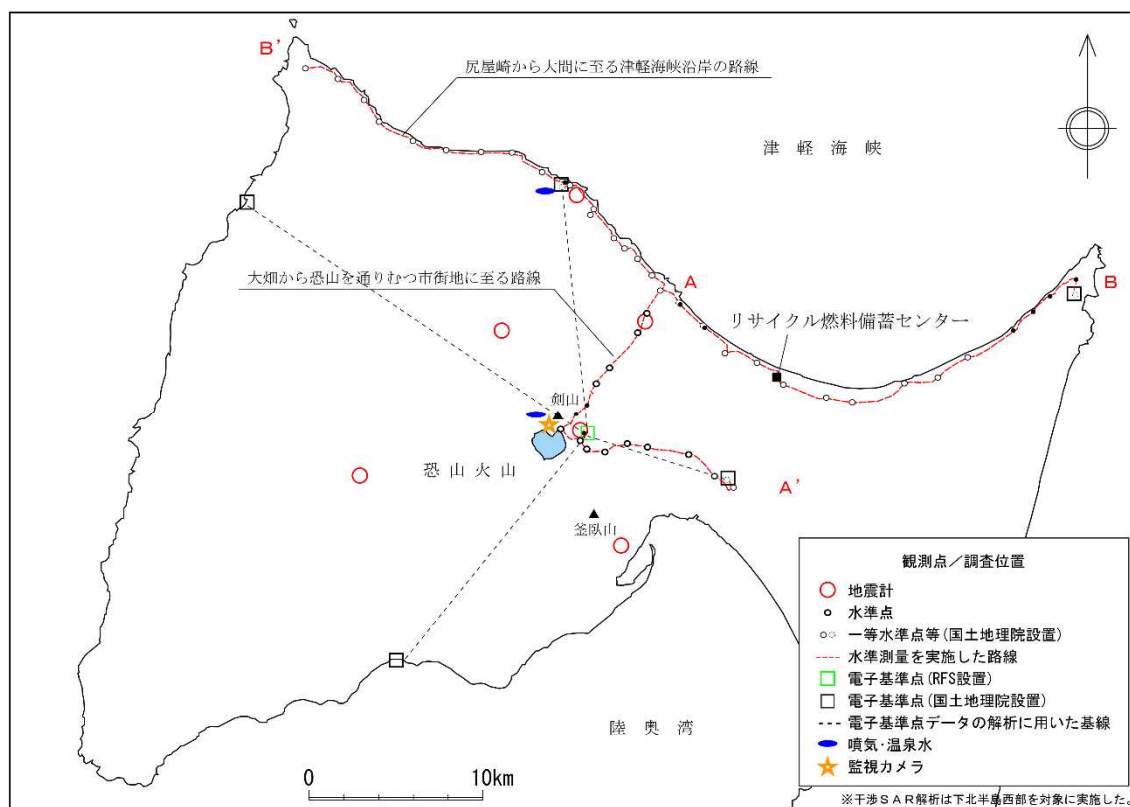 B'
尻屋崎から大間に至る津軽海峡沿岸の路線
津軽海峡
大畑から恐山を通りむつ市街地に至る路線
A
B
リサイクル燃料備蓄センター
剣山
恐山火山
A'
釜臥山
陸奥湾
0
10km
観測点/調査位置
地震計
水準点
一等水準点等(国土地理院設置)
水準測量を実施した路線
電子基準点(RFS設置)
電子基準点(国土地理院設置)
電子基準点データの解析に用いた基線
噴気・温泉水
監視カメラ
※干渉SAR解析は下北半島西部を対象に実施した。